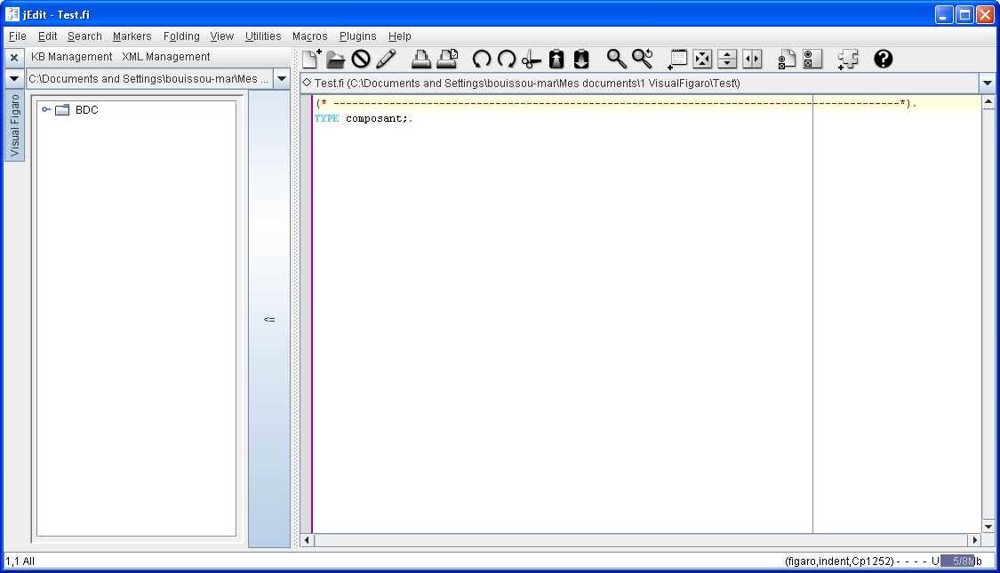 jEdit - Test.fi
File Edit Search Markers Folding View Utilities Macros Plugins Help
KB Management XML Management
C:\Documents and Settings\bouissou-mar\Mes ...
Visual Figaro
BDC
<=
Test.fi (C:\Documents and Settings\bouissou-mar\Mes documents\1 VisualFigaro\Test\)
(* -----------------------------------------------------------------------------------------*).
TYPE composant;.
1,1 All
(figaro,indent,Cp1252) - - - - U 5/8Mb